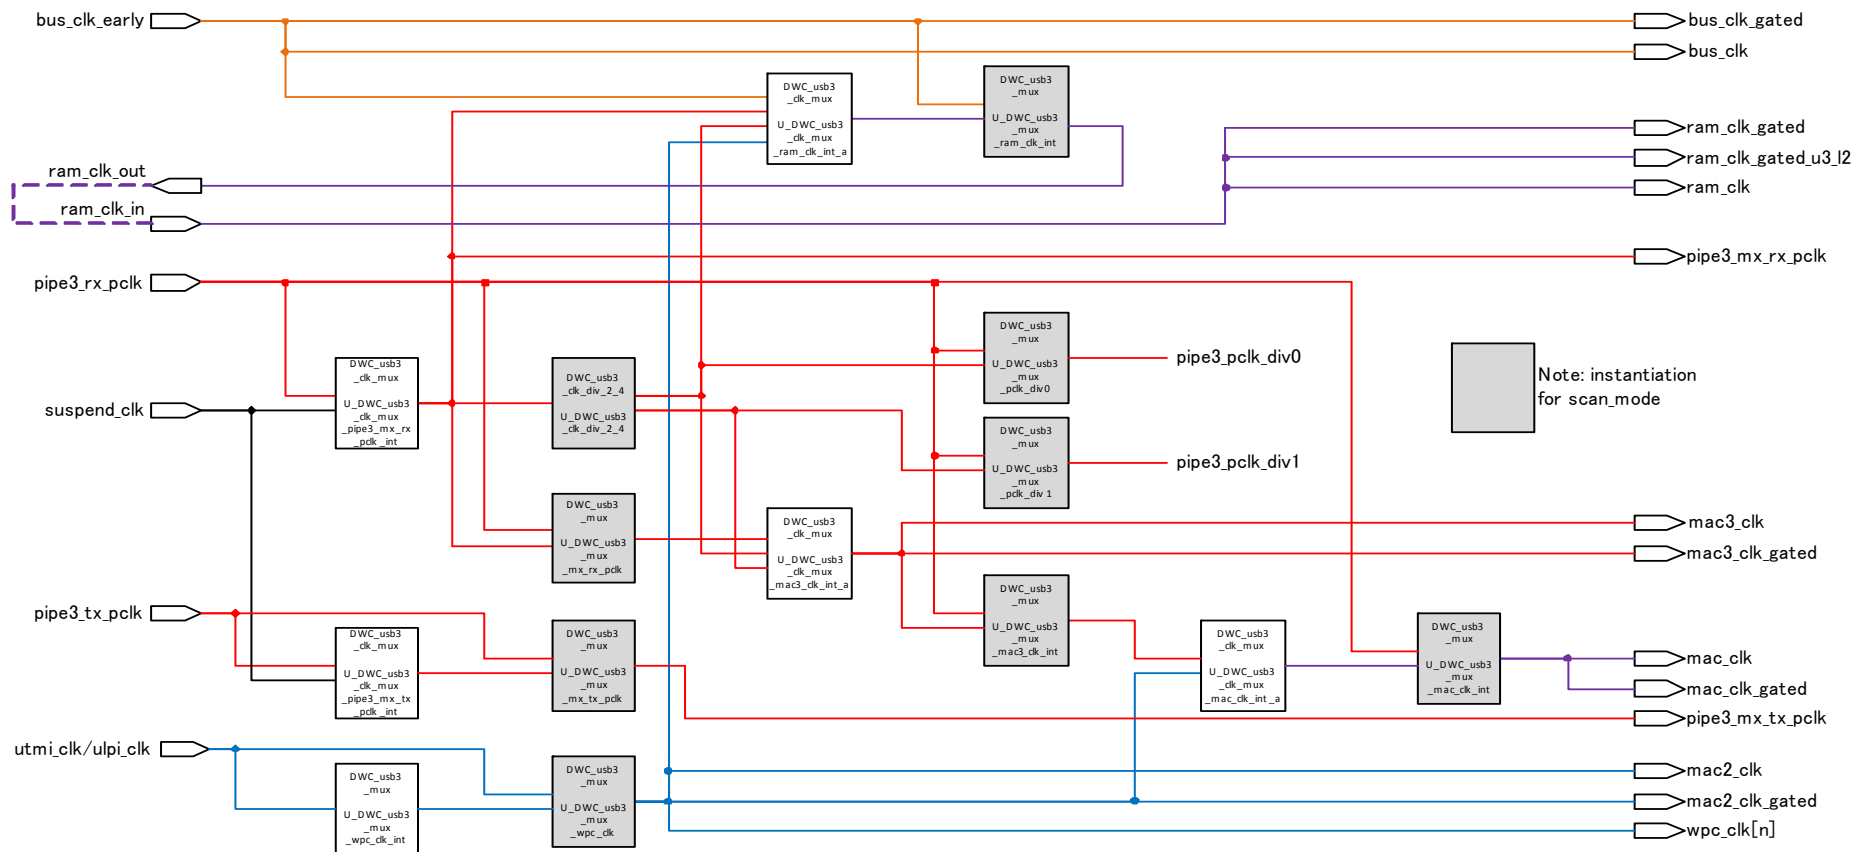 bus_clk_early
bus_clk_gated
bus_clk
DWC_usb3
_clk_mux
U_DWC_usb3
_clk_mux
_ram_clk_int_a
DWC_usb3
_mux
U_DWC_usb3
_mux
_ram_clk_int
ram_clk_gated
ram_clk_gated_u3_l2
ram_clk
ram_clk_out
ram_clk_in
pipe3_mx_rx_pclk
pipe3_rx_pclk
DWC_usb3
_mux
U_DWC_usb3
_mux
_pclk_div0
pipe3_pclk_div0
Note: instantiation
for scan_mode
DWC_usb3
_clk_mux
U_DWC_usb3
_clk_mux
_pipe3_mx_rx
_pclk_int
DWC_usb3
_clk_div_2_4
U_DWC_usb3
_clk_div_2_4
suspend_clk
DWC_usb3
_mux
U_DWC_usb3
_mux
_pclk_div 1
pipe3_pclk_div1
DWC_usb3
_mux
U_DWC_usb3
_mux
_mx_rx_pclk
DWC_usb3
_clk_mux
U_DWC_usb3
_clk_mux
_mac3_clk_int_a
mac3_clk
mac3_clk_gated
DWC_usb3
_mux
U_DWC_usb3
_mux
_mac3_clk_int
pipe3_tx_pclk
DWC_usb3
_clk_mux
U_DWC_usb3
_clk_mux
_pipe3_mx_tx
_pclk_int
DWC_usb3
_mux
U_DWC_usb3
_mux
_mx_tx_pclk
DWC_usb3
_clk_mux
U_DWC_usb3
_clk_mux
_mac_clk_int_a
DWC_usb3
_mux
U_DWC_usb3
_mux
_mac_clk_int
mac_clk
mac_clk_gated
pipe3_mx_tx_pclk
utmi_clk/ulpi_clk
DWC_usb3
_mux
U_DWC_usb3
_mux
_wpc_clk_int
DWC_usb3
_mux
U_DWC_usb3
_mux
_wpc_clk
mac2_clk
mac2_clk_gated
wpc_clk[n]